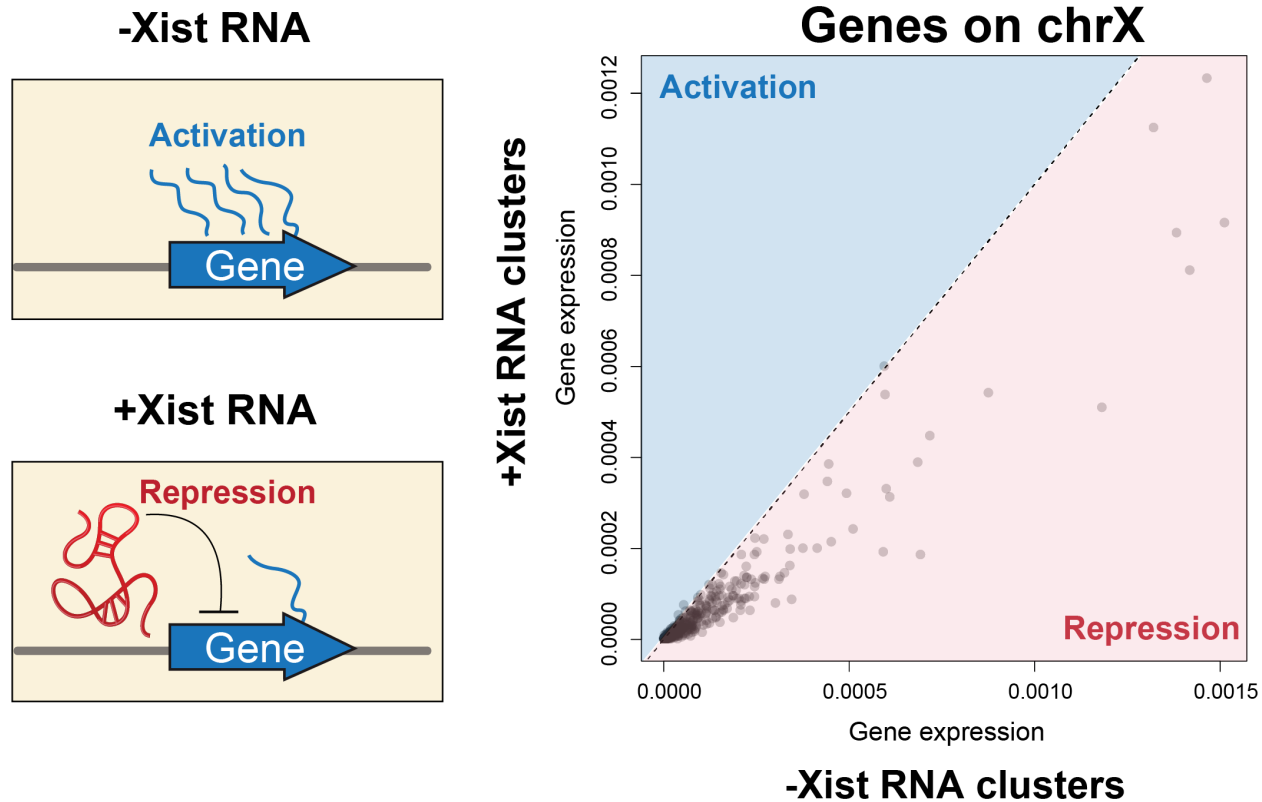 -Xist RNA
Activation
Gene
+Xist RNA
Repression
Gene
Genes on chrX
Activation
Repression
+Xist RNA clusters
Gene expression
0.0012
0.0010
0.0008
0.0006
0.0004
0.0002
0.0000
0.0000 0.0005 0.0010 0.0015
Gene expression
-Xist RNA clusters